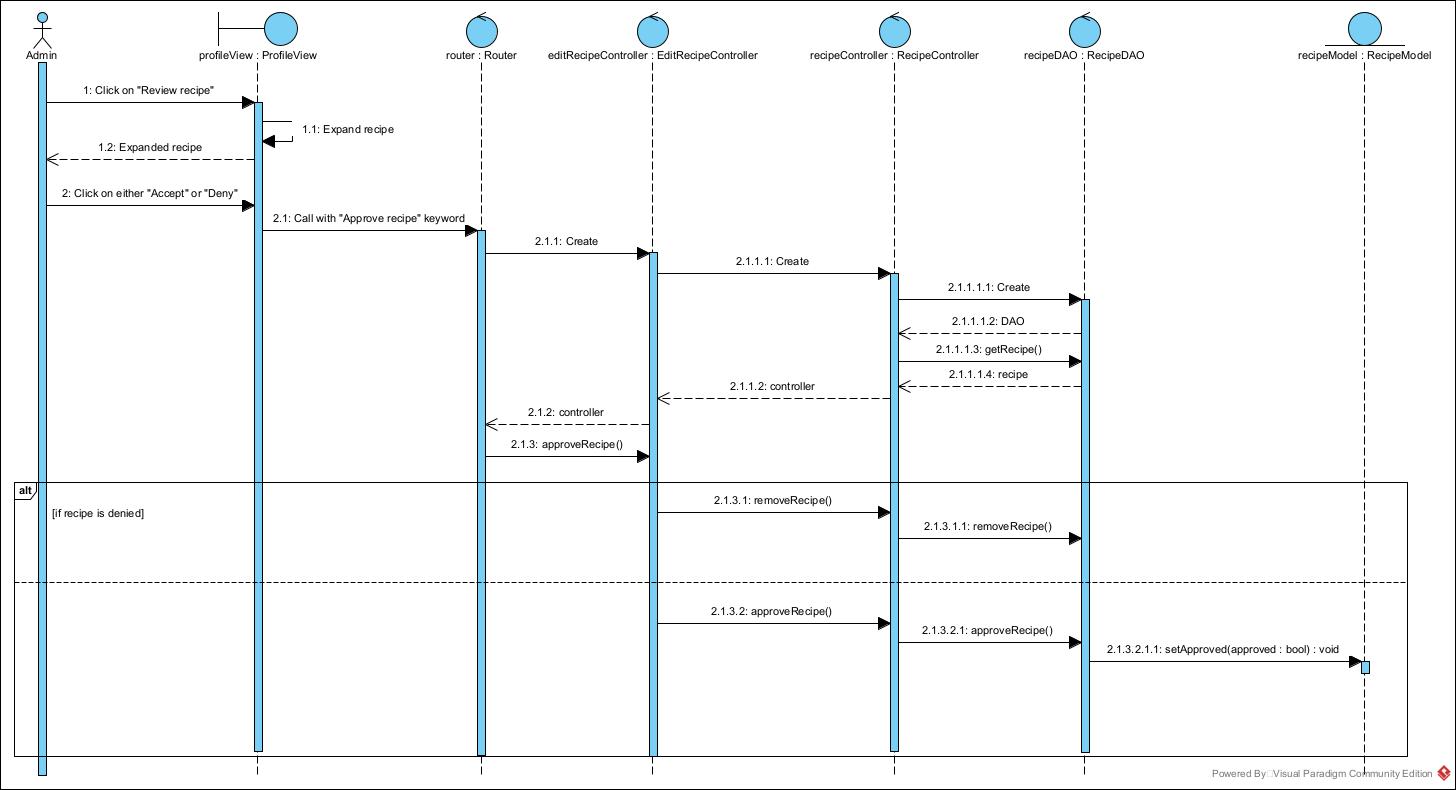 Admin
profileView : ProfileView
router : Router
editRecipeController : EditRecipeController
recipeController : RecipeController
recipeDAO : RecipeDAO
recipeModel : RecipeModel
1: Click on "Review recipe"
1.1: Expand recipe
1.2: Expanded recipe
2: Click on either "Accept" or "Deny"
2.1: Call with "Approve recipe" keyword
2.1.1: Create
2.1.1.1: Create
2.1.1.1.1: Create
2.1.1.1.2: DAO
2.1.1.1.3: getRecipe()
2.1.1.1.4: recipe
2.1.1.2: controller
2.1.2: controller
2.1.3: approveRecipe()
alt
[if recipe is denied]
2.1.3.1: removeRecipe()
2.1.3.1.1: removeRecipe()
2.1.3.2: approveRecipe()
2.1.3.2.1: approveRecipe()
2.1.3.2.1.1: setApproved(approved : bool) : void
Powered By Visual Paradigm Community Edition